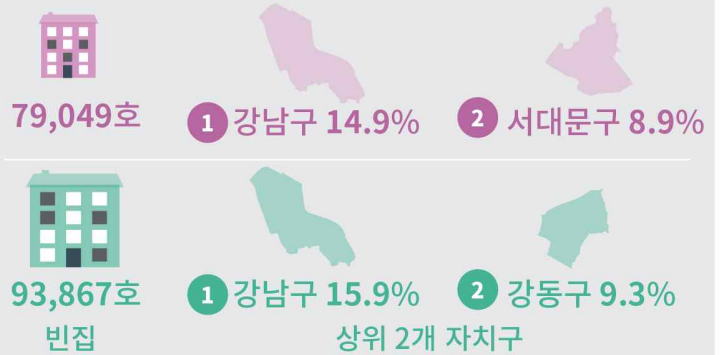 79,049호 1 강남구 14.9% 2 서대문구 8.9%
93,867호 1 강남구 15.9% 2 강동구 9.3%
빈집 상위 2개 자치구